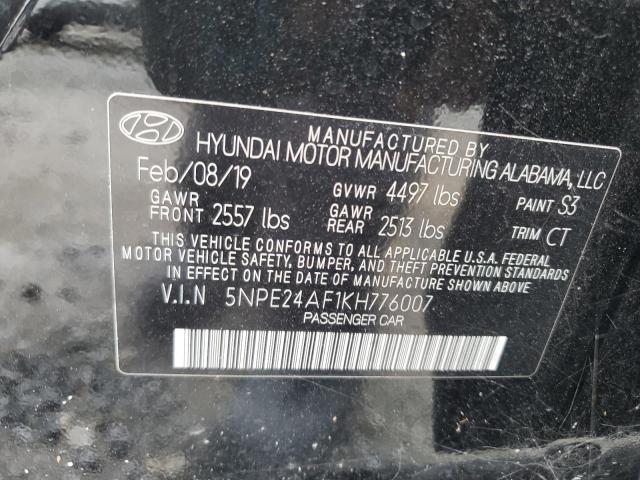 MANUFACTURED BY
HYUNDAI MOTOR MANUFACTURING ALABAMA, LLC
Feb/08/19 GVWR 4497 lbs PAINT S3
GAWR FRONT 2557 lbs GAWR REAR 2513 lbs TRIM CT
THIS VEHICLE CONFORMS TO ALL APPLICABLE U.S.A. FEDERAL
MOTOR VEHICLE SAFETY, BUMPER, AND THEFT PREVENTION STANDARDS
IN EFFECT ON THE DATE OF MANUFACTURE SHOWN ABOVE.
V.I.N 5NPE24AF1KH776007
PASSENGER CAR